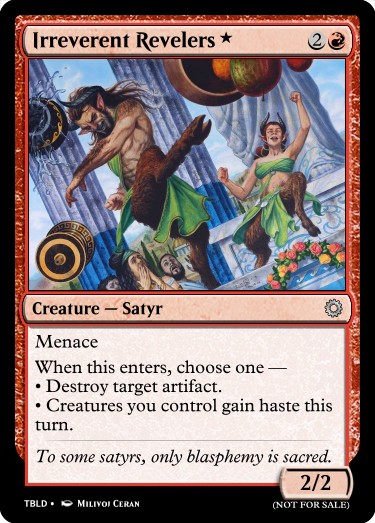 Irreverent Revelers ★ 2
Creature — Satyr
Menace
When this enters, choose one —
• Destroy target artifact.
• Creatures you control gain haste this
turn.
To some satyrs, only blasphemy is sacred.
2/2
TBLD • Milivoj Ceran
(NOT FOR SALE)